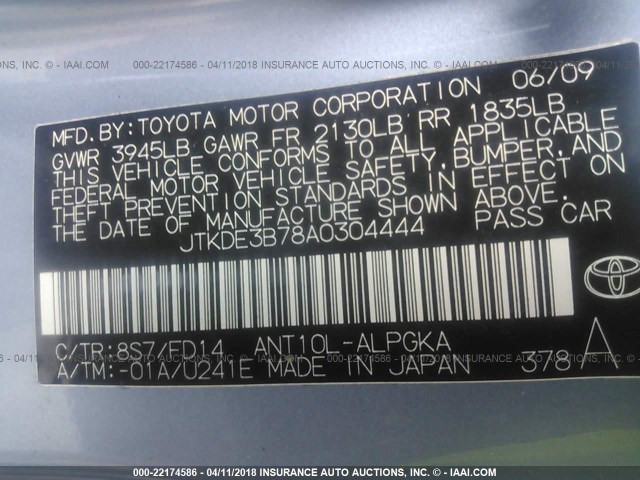 000-22174586 - 04/11/2018 INSURANCE AUTO AUCTIONS, INC. - IAAI.COM
MFD. BY: TOYOTA MOTOR CORPORATION 06/09
GVWR 3945LB GAWR FR 2130LB RR 1835LB
THIS VEHICLE CONFORMS TO ALL APPLICABLE
FEDERAL MOTOR VEHICLE SAFETY, BUMPER, AND
THEFT PREVENTION STANDARDS IN EFFECT ON
THE DATE OF MANUFACTURE SHOWN ABOVE.
JTKDE3B78A0304444 PASS CAR
C/TR:8S7/FD14 ANT10L-ALPGKA
A/TM:-01A/U241E MADE IN JAPAN 378 A
000-22174586 - 04/11/2018 INSURANCE AUTO AUCTIONS, INC. - IAAI.COM